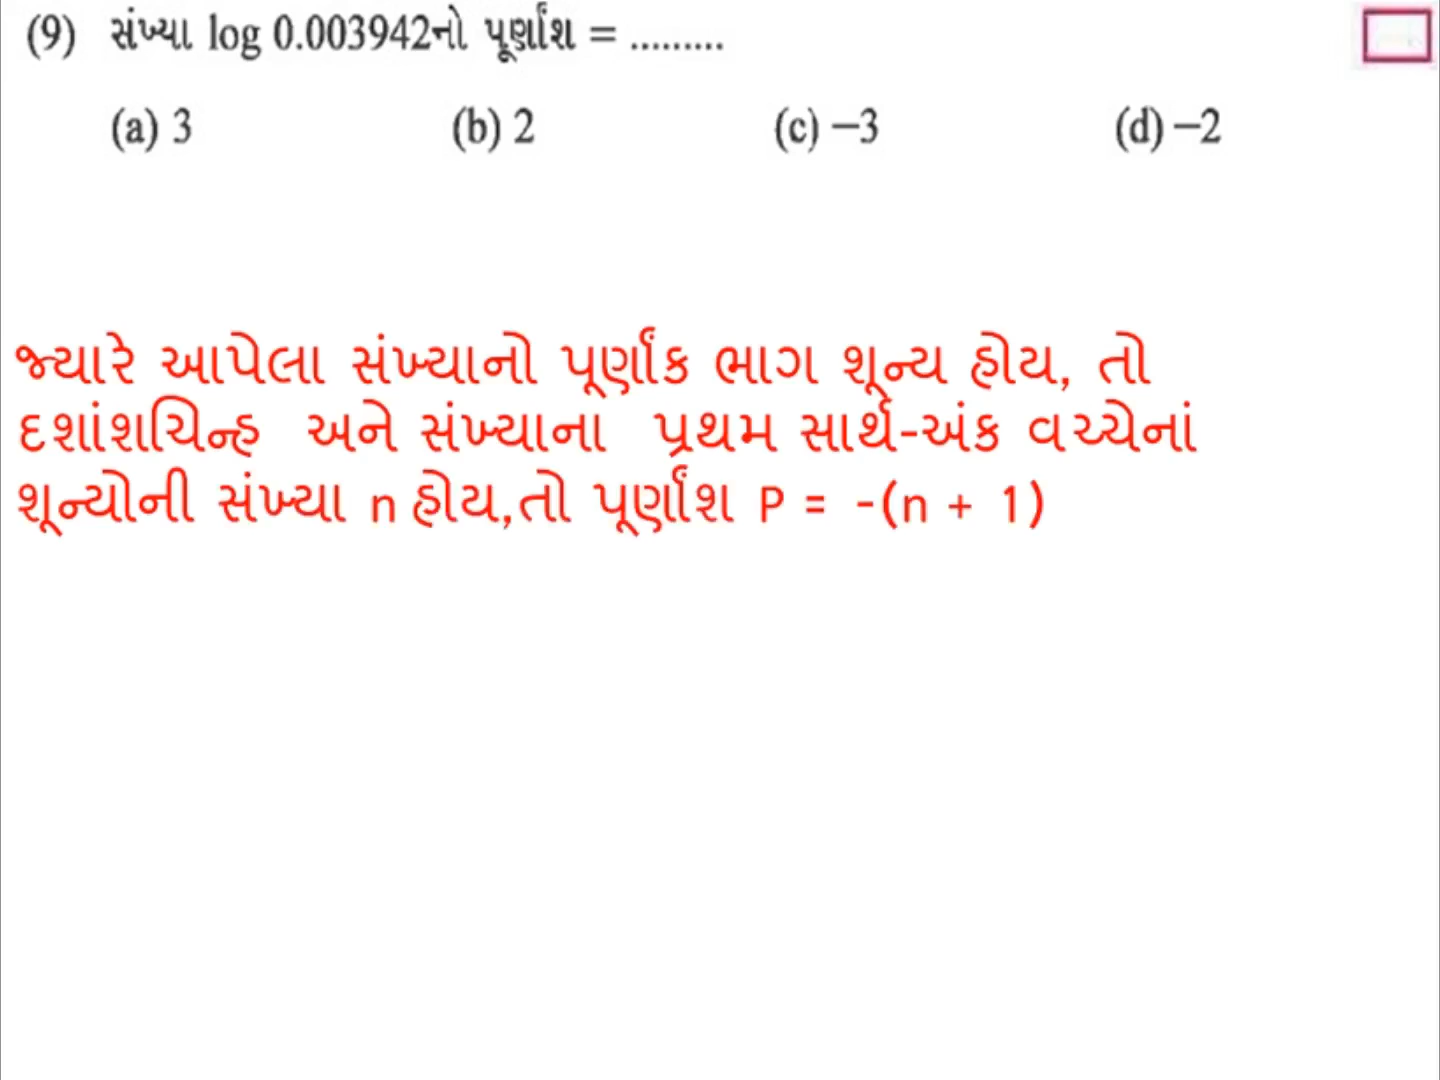 (9) સંખ્યા log 0.003942નો પૂર્ણાંશ = .........
(a) 3 (b) 2 (c) –3 (d) –2
જ્યારે આપેલા સંખ્યાનો પૂર્ણાંક ભાગ શૂન્ય હોય, તો
દશાંશચિન્હ અને સંખ્યાના પ્રથમ સાર્થ-અંક વચ્ચેનાં
શૂન્યોની સંખ્યા n હોય,તો પૂર્ણાંશ P = -(n + 1)